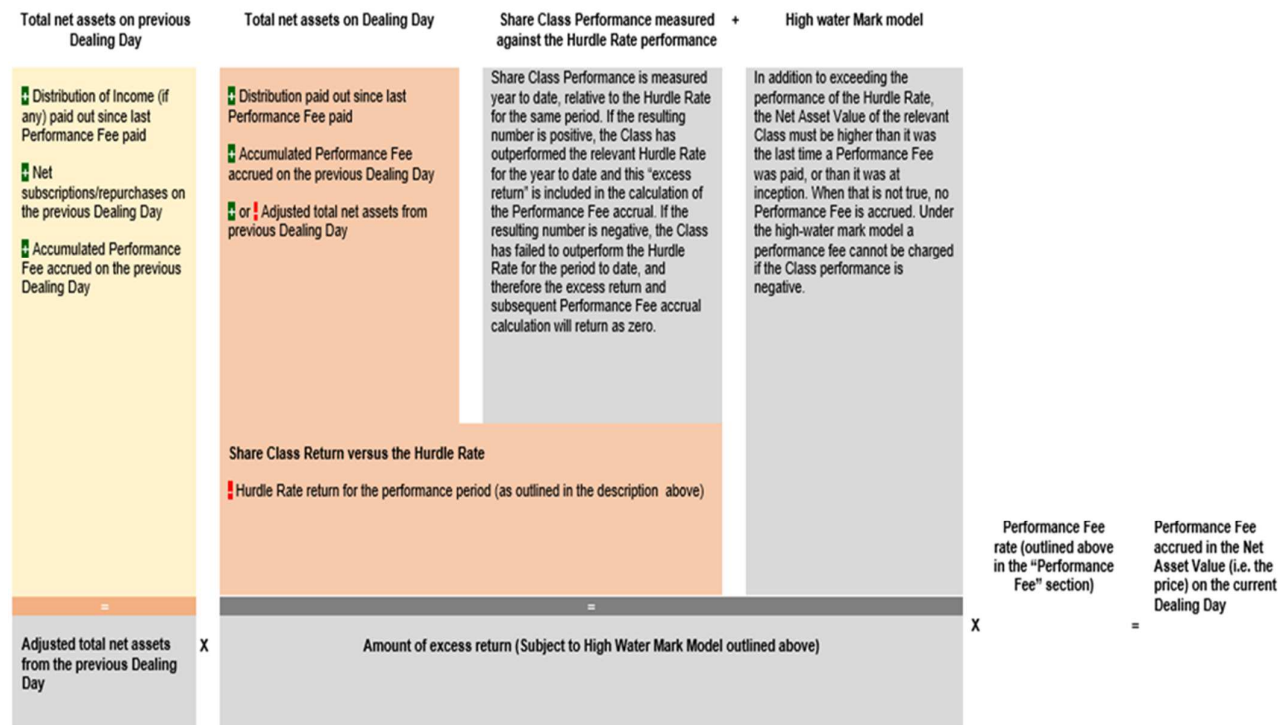 Total net assets on previous
Dealing Day
Total net assets on Dealing Day
Share Class Performance measured
against the Hurdle Rate performance
+
High water Mark model
+ Distribution of Income (if
any) paid out since last
Performance Fee paid
+ Net
subscriptions/repurchases on
the previous Dealing Day
+ Accumulated Performance
Fee accrued on the previous
Dealing Day
+ Distribution paid out since last
Performance Fee paid
+ Accumulated Performance Fee
accrued on the previous Dealing Day
+ or ! Adjusted total net assets from
previous Dealing Day
Share Class Performance is measured
year to date, relative to the Hurdle Rate
for the same period. If the resulting
number is positive, the Class has
outperformed the relevant Hurdle Rate
for the year to date and this “excess
return” is included in the calculation of
the Performance Fee accrual. If the
resulting number is negative, the Class
has failed to outperform the Hurdle
Rate for the period to date, and
therefore the excess return and
subsequent Performance Fee accrual
calculation will return as zero.
In addition to exceeding the
performance of the Hurdle Rate,
the Net Asset Value of the relevant
Class must be higher than it was
the last time a Performance Fee
was paid, or than it was at
inception. When that is not true, no
Performance Fee is accrued. Under
the high-water mark model a
performance fee cannot be charged
if the Class performance is
negative.
Share Class Return versus the Hurdle Rate
! Hurdle Rate return for the performance period (as outlined in the description above)
=
=
Adjusted total net assets
from the previous Dealing
Day
X
Amount of excess return (Subject to High Water Mark Model outlined above)
X
Performance Fee
rate (outlined above
in the “Performance
Fee” section)
=
Performance Fee
accrued in the Net
Asset Value (i.e. the
price) on the current
Dealing Day